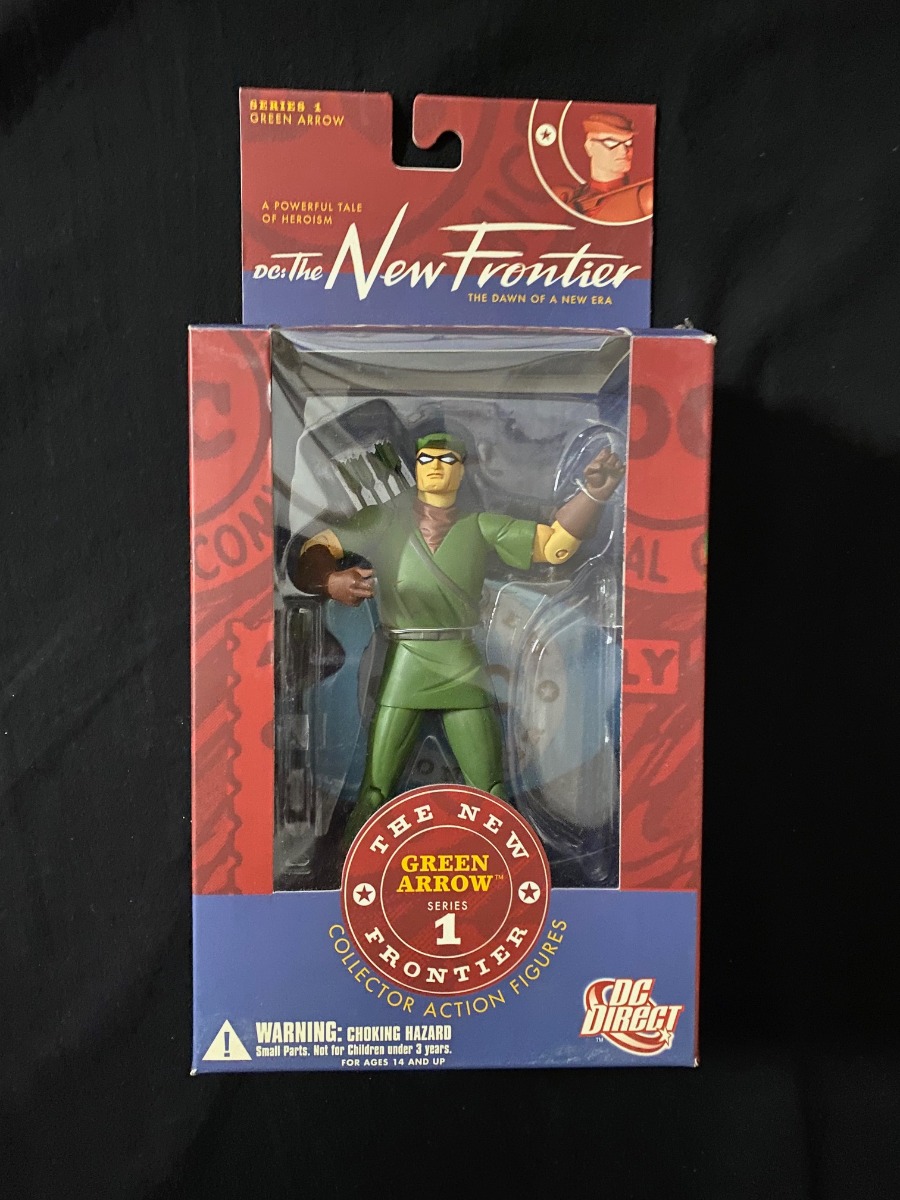 SERIES 1
GREEN ARROW
A POWERFUL TALE
OF HEROISM
DC: The New Frontier
THE DAWN OF A NEW ERA
THE NEW
GREEN
ARROW™
SERIES
1
FRONTIER
COLLECTOR ACTION FIGURES
DC
DIRECT
™
WARNING: CHOKING HAZARD
Small Parts. Not for Children under 3 years.
FOR AGES 14 AND UP